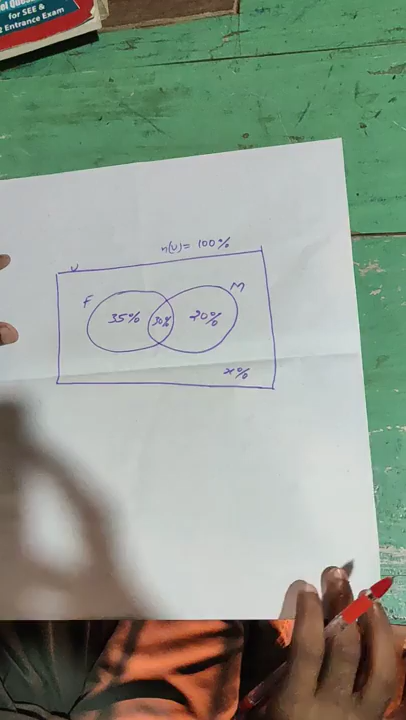 for SEE &
Entrance Exam
n(U) = 100%
U
F
M
35%
30%
20%
x%